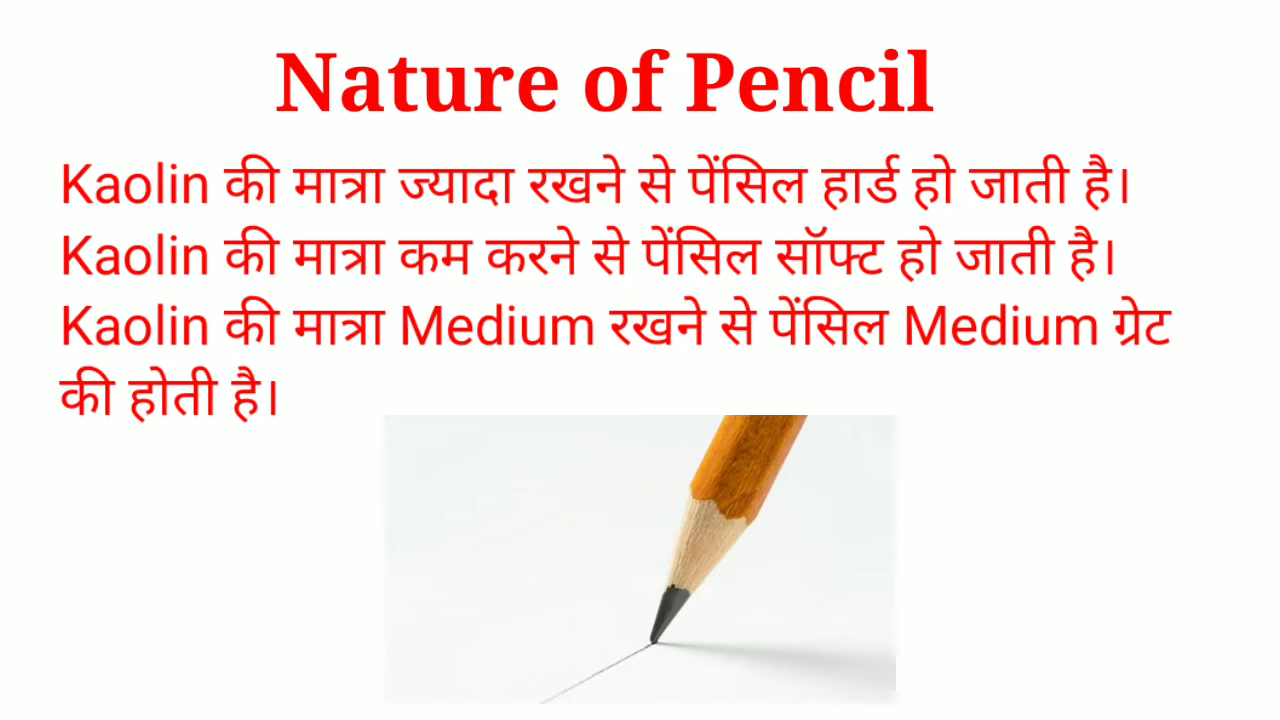 Nature of Pencil
Kaolin की मात्रा ज्यादा रखने से पेंसिल हार्ड हो जाती है।
Kaolin की मात्रा कम करने से पेंसिल सॉफ्ट हो जाती है।
Kaolin की मात्रा Medium रखने से पेंसिल Medium ग्रेट
की होती है।